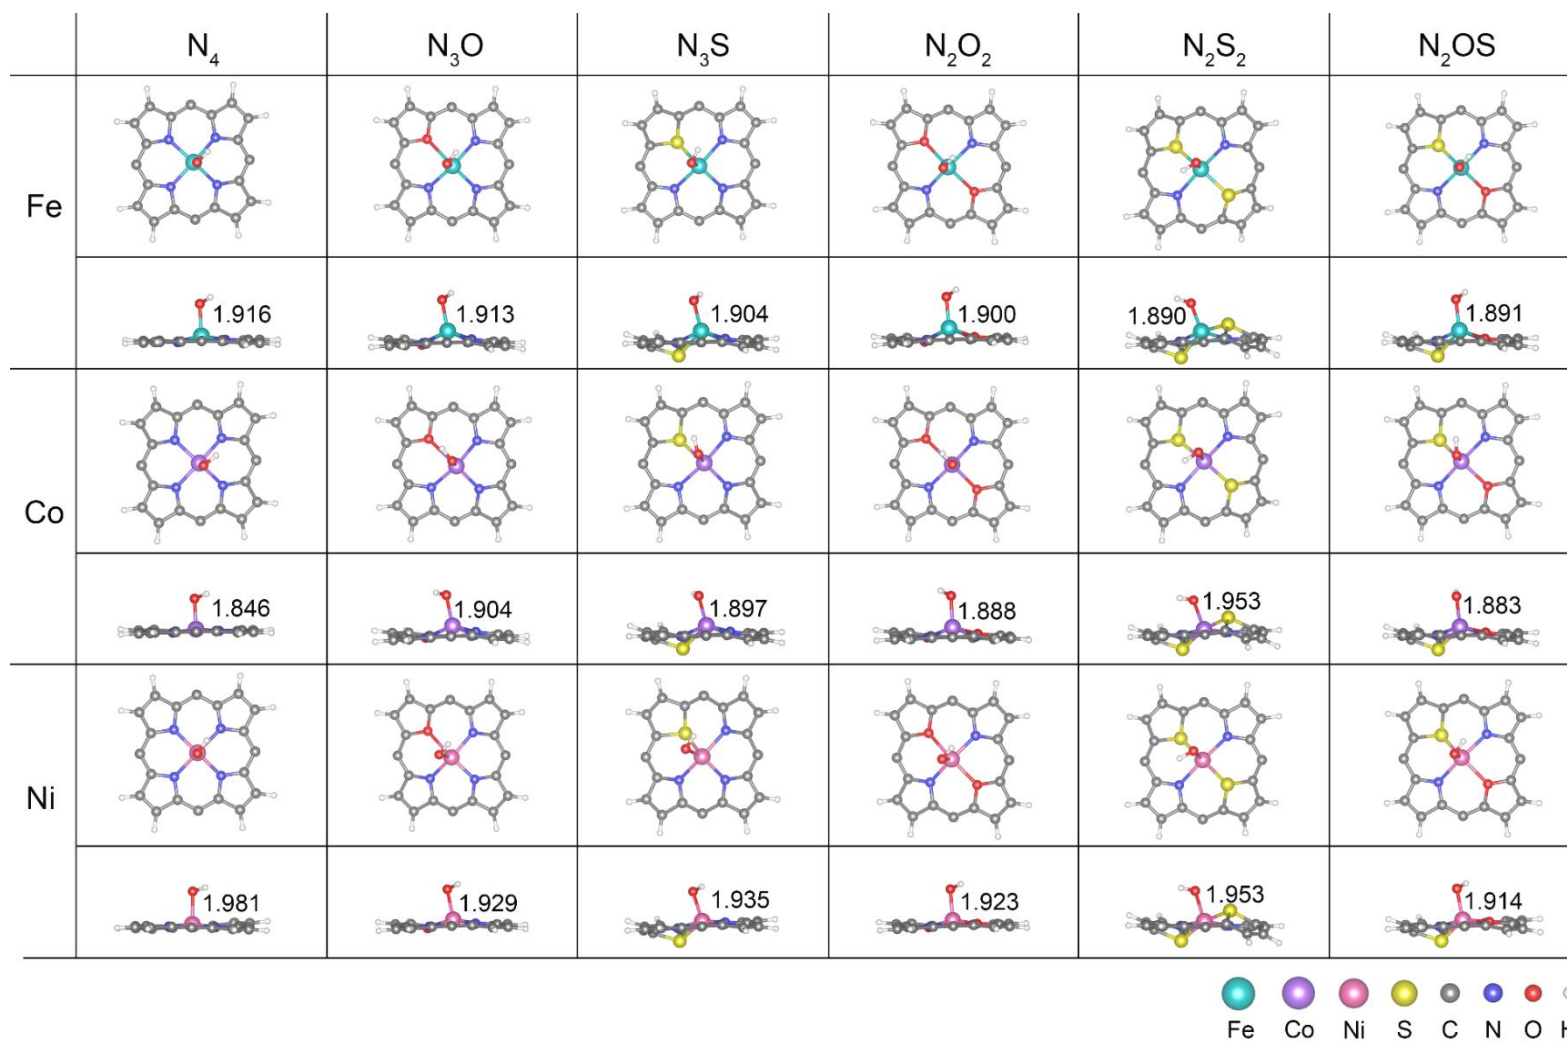 N₄ N₃O N₃S N₂O₂ N₂S₂ N₂OS
Fe
1.916 1.913 1.904 1.900 1.890 1.891
Co
1.846 1.904 1.897 1.888 1.953 1.883
Ni
1.981 1.929 1.935 1.923 1.953 1.914
Fe Co Ni S C N O H